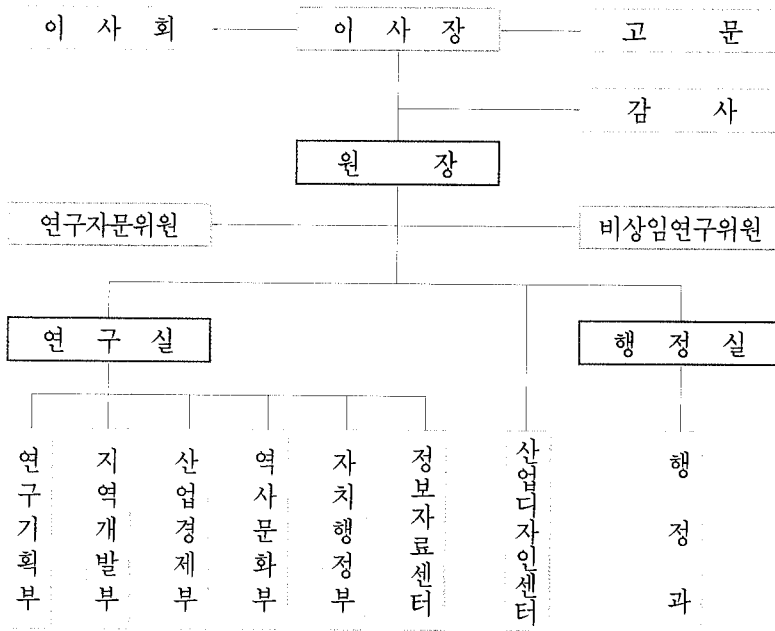 이 사 회
이 사 장
고 문
감 사
원 장
연구자문위원
비상임연구위원
연 구 실
행 정 실
연구기획부
지역개발부
산업경제부
역사문화부
자치행정부
정보자료센터
산업디자인센터
행정과